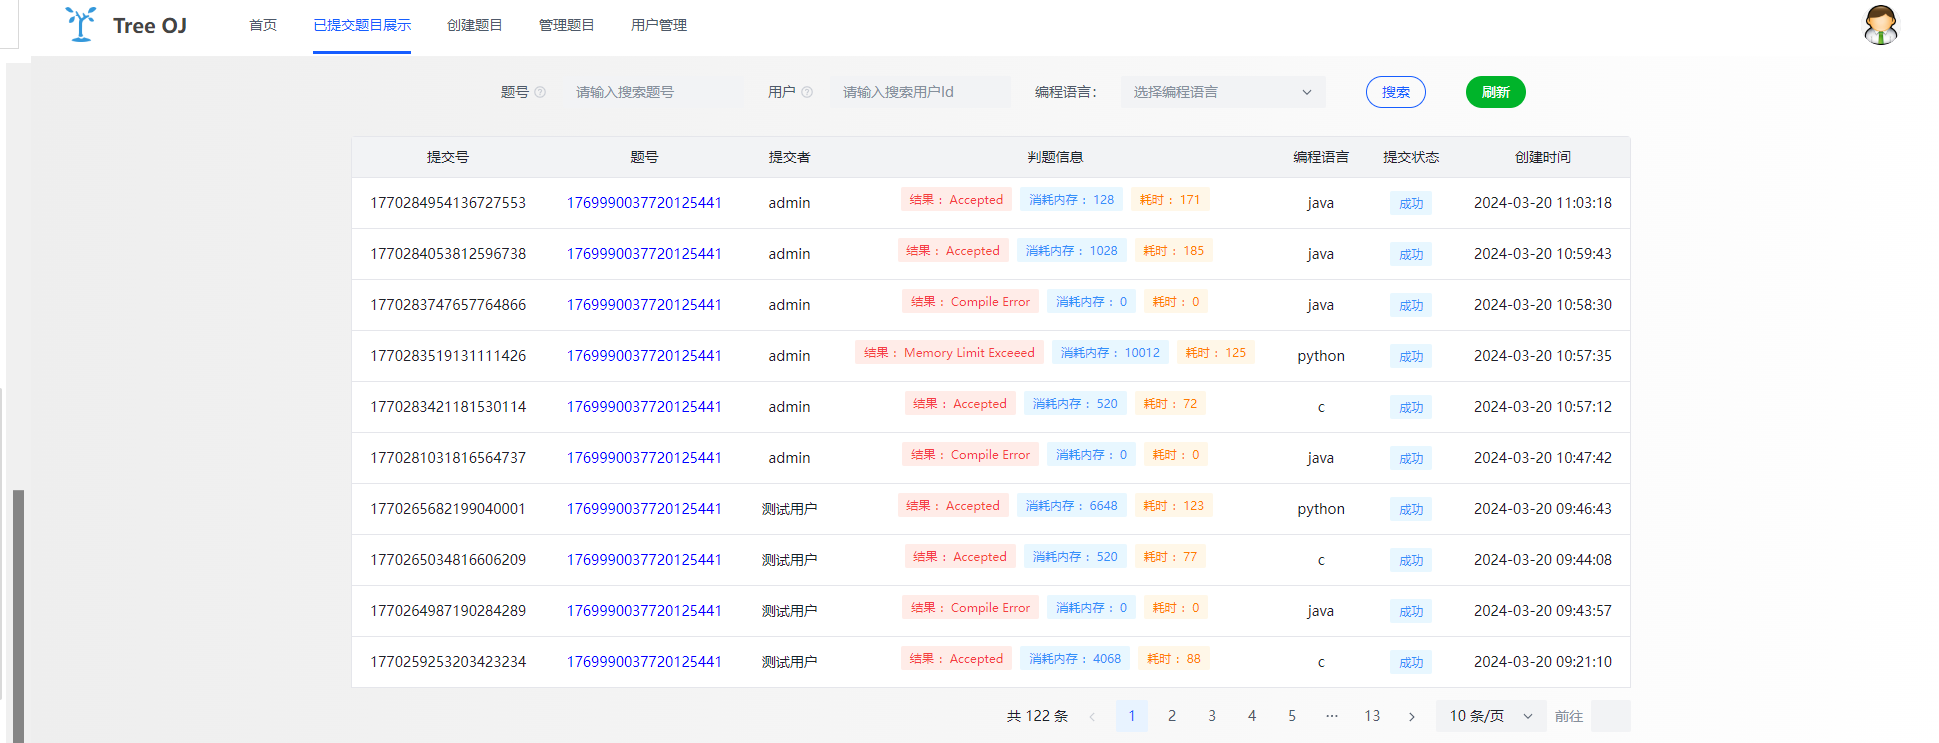 Tree OJ 首页 已提交题目展示 创建题目 管理题目 用户管理
题号 请输入搜索题号 用户 请输入搜索用户Id 编程语言： 选择编程语言 搜索 刷新
提交号 题号 提交者 判题信息 编程语言 提交状态 创建时间
1770284954136727553 1769990037720125441 admin 结果： Accepted 消耗内存： 128 耗时： 171 java 成功 2024-03-20 11:03:18
1770284053812596738 1769990037720125441 admin 结果： Accepted 消耗内存： 1028 耗时： 185 java 成功 2024-03-20 10:59:43
1770283747657764866 1769990037720125441 admin 结果： Compile Error 消耗内存： 0 耗时： 0 java 成功 2024-03-20 10:58:30
1770283519131111426 1769990037720125441 admin 结果： Memory Limit Exceeed 消耗内存： 10012 耗时： 125 python 成功 2024-03-20 10:57:35
1770283421181530114 1769990037720125441 admin 结果： Accepted 消耗内存： 520 耗时： 72 c 成功 2024-03-20 10:57:12
1770281031816564737 1769990037720125441 admin 结果： Compile Error 消耗内存： 0 耗时： 0 java 成功 2024-03-20 10:47:42
1770265682199040001 1769990037720125441 测试用户 结果： Accepted 消耗内存： 6648 耗时： 123 python 成功 2024-03-20 09:46:43
1770265034816606209 1769990037720125441 测试用户 结果： Accepted 消耗内存： 520 耗时： 77 c 成功 2024-03-20 09:44:08
1770264987190284289 1769990037720125441 测试用户 结果： Compile Error 消耗内存： 0 耗时： 0 java 成功 2024-03-20 09:43:57
1770259253203423234 1769990037720125441 测试用户 结果： Accepted 消耗内存： 4068 耗时： 88 c 成功 2024-03-20 09:21:10
共 122 条 1 2 3 4 5 ··· 13 10 条/页 前往